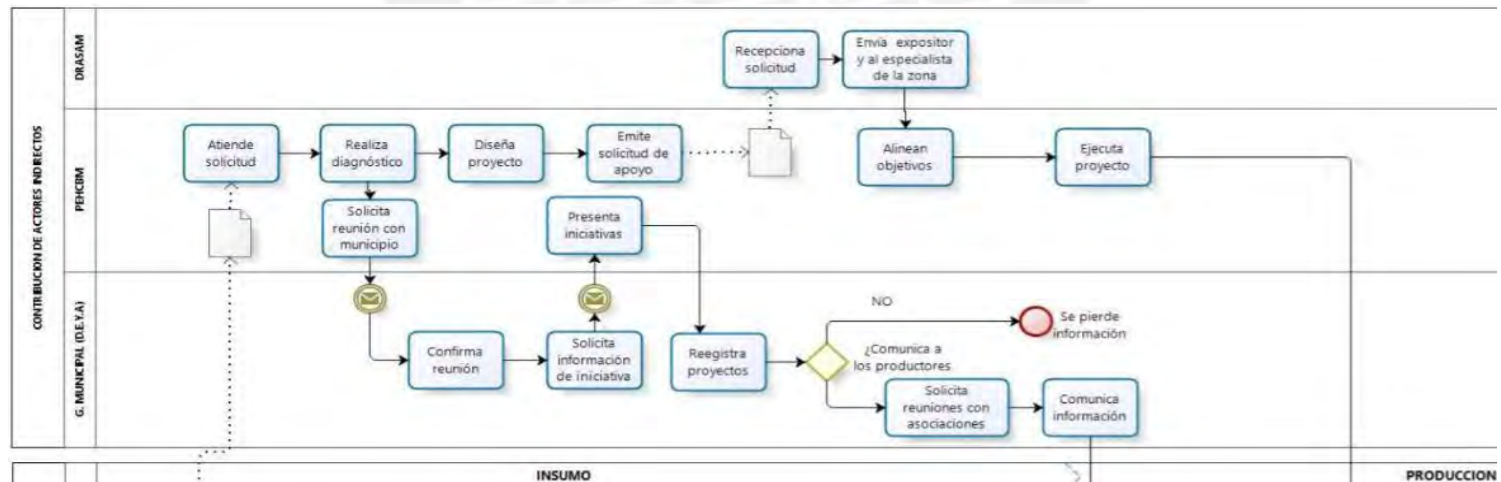 CONTRIBUCION DE ACTORES INDIRECTOS
DRASAM
Recepciona
solicitud
Envía expositor
y al especialista
de la zona
PEHCBM
Atiende
solicitud
Realiza
diagnóstico
Diseña
proyecto
Emite
solicitud de
apoyo
Alinean
objetivos
Ejecuta
proyecto
Solicita
reunión con
municipio
Presenta
iniciativas
G. MUNICIPAL (D.E.Y.A)
Confirma
reunión
Solicita
información
de iniciativa
Reegistra
proyectos
NO
Se pierde
información
¿Comunica a
los productores
Solicita
reuniones con
asociaciones
Comunica
información
INSUMO
PRODUCCION